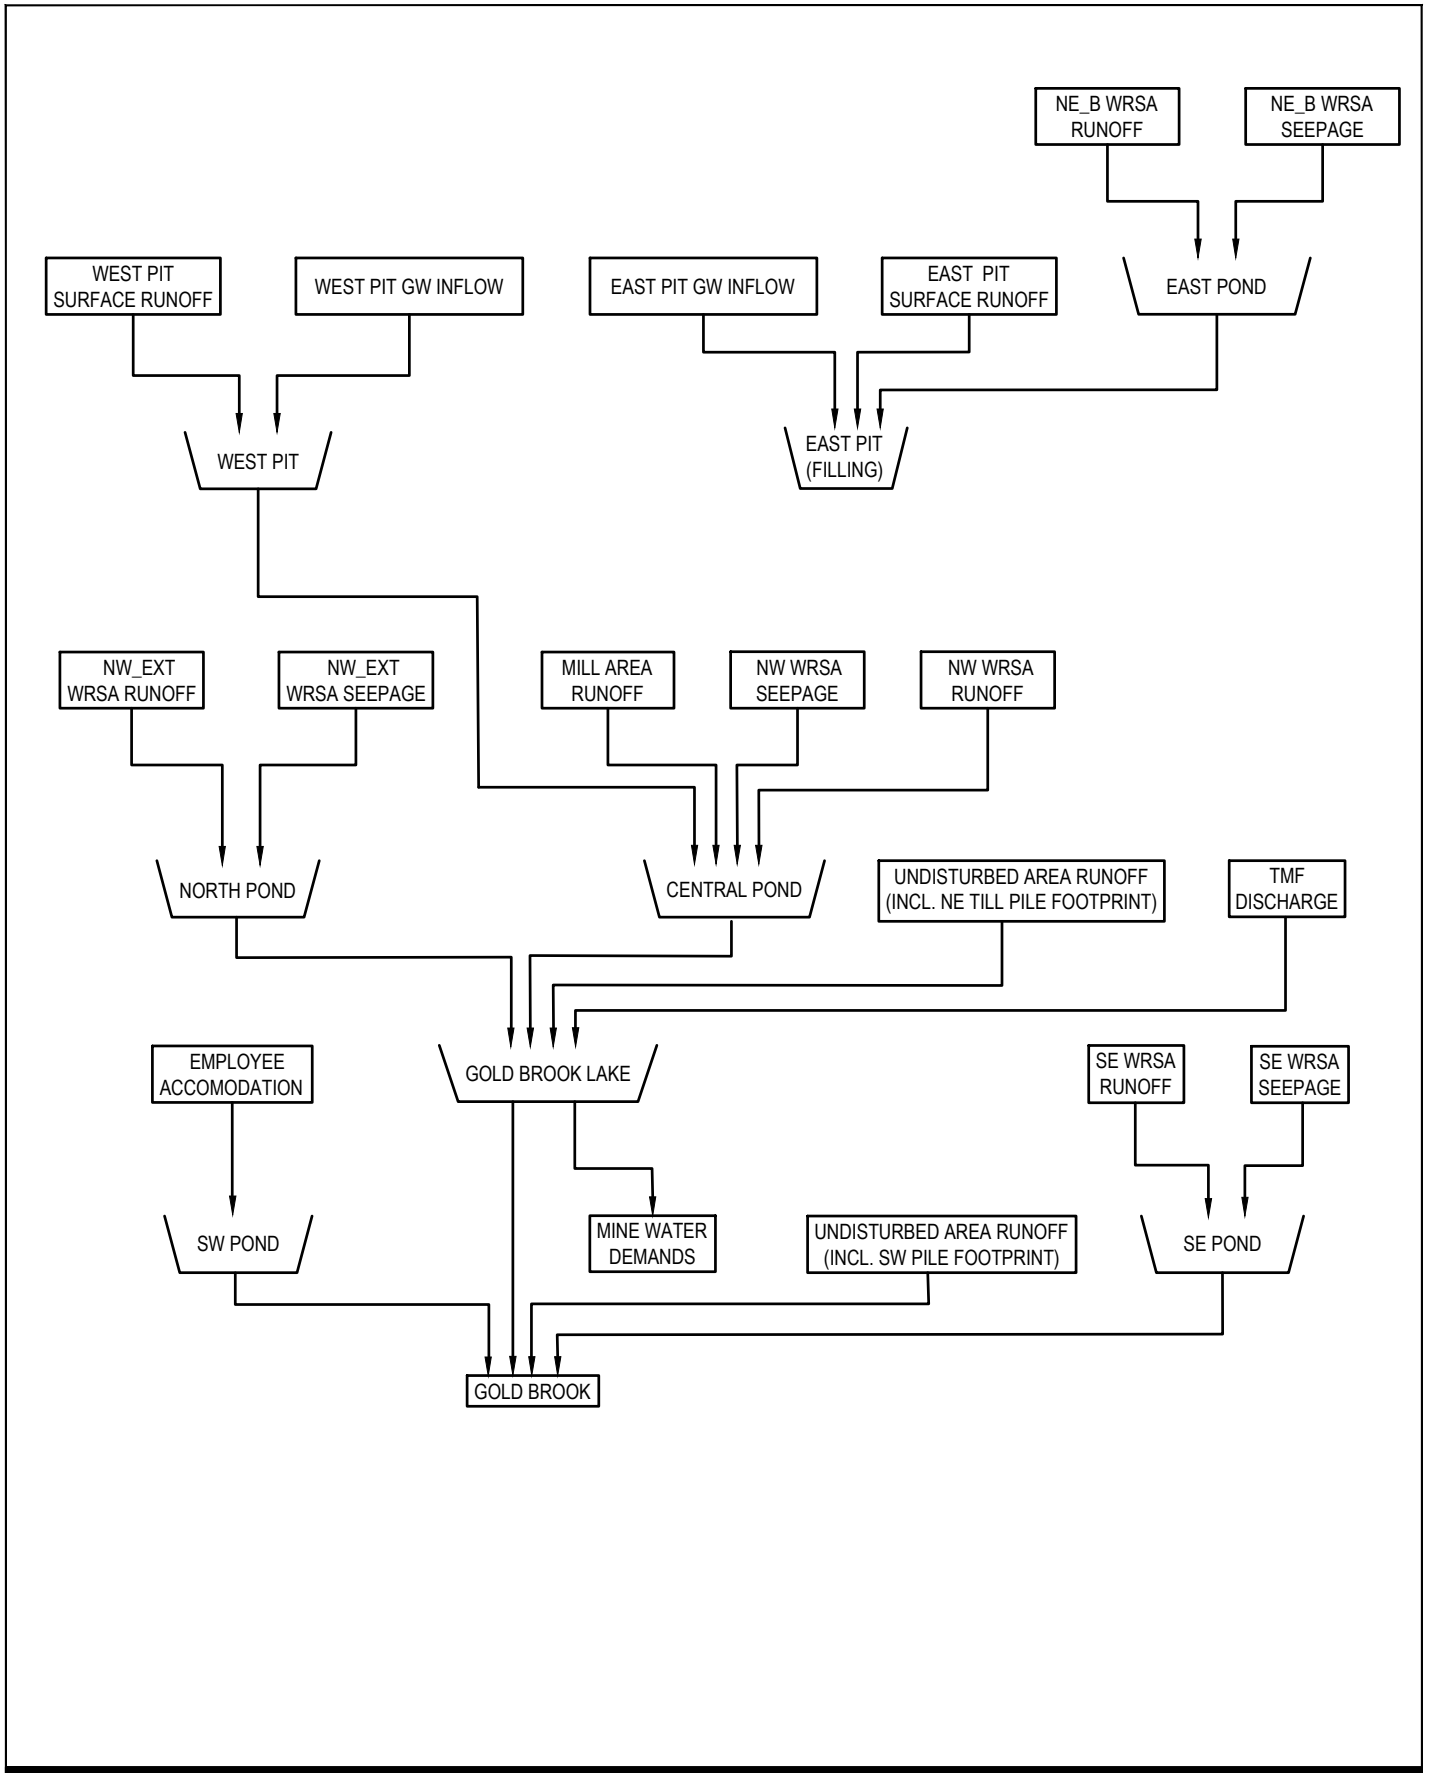 NE_B WRSA
RUNOFF
NE_B WRSA
SEEPAGE
WEST PIT
SURFACE RUNOFF
WEST PIT GW INFLOW
EAST PIT GW INFLOW
EAST PIT
SURFACE RUNOFF
EAST POND
WEST PIT
EAST PIT
(FILLING)
NW_EXT
WRSA RUNOFF
NW_EXT
WRSA SEEPAGE
MILL AREA
RUNOFF
NW WRSA
SEEPAGE
NW WRSA
RUNOFF
NORTH POND
CENTRAL POND
UNDISTURBED AREA RUNOFF
(INCL. NE TILL PILE FOOTPRINT)
TMF
DISCHARGE
EMPLOYEE
ACCOMODATION
GOLD BROOK LAKE
SE WRSA
RUNOFF
SE WRSA
SEEPAGE
SW POND
MINE WATER
DEMANDS
UNDISTURBED AREA RUNOFF
(INCL. SW PILE FOOTPRINT)
SE POND
GOLD BROOK